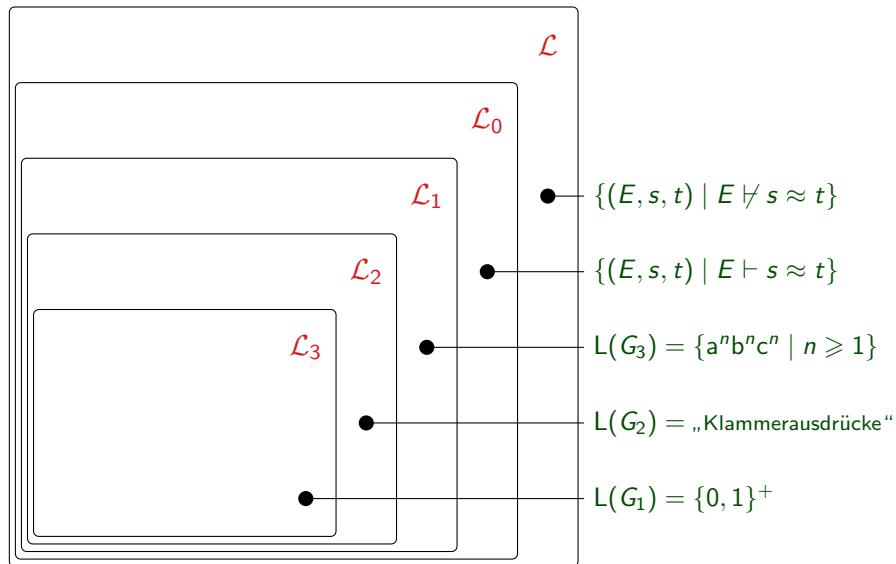 ℒ
ℒ₀
ℒ₁
{(E, s, t) | E ⊬ s ≈ t}
ℒ₂
{(E, s, t) | E ⊢ s ≈ t}
ℒ₃
L(G₃) = {aⁿbⁿcⁿ | n ⩾ 1}
L(G₂) = „Klammerausdrücke“
L(G₁) = {0, 1}⁺